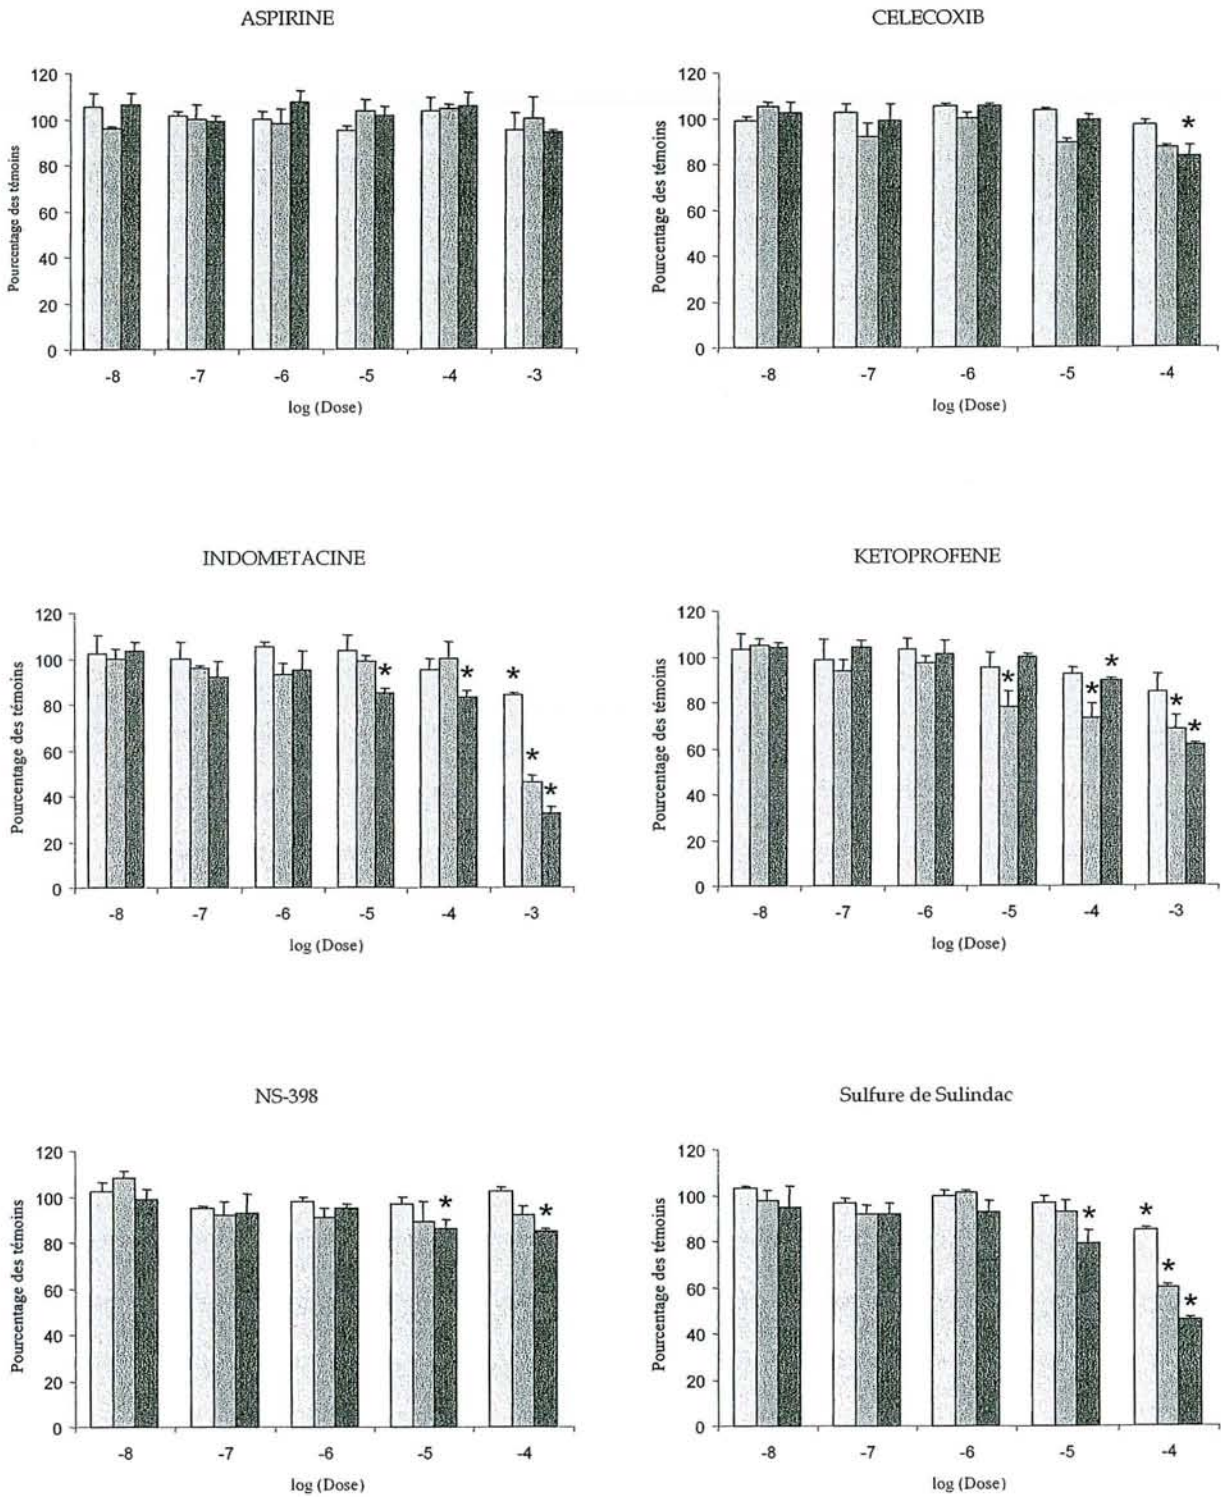 ASPIRINE
Pourcentage des témoins
120
100
80
60
40
20
0
-8 -7 -6 -5 -4 -3
log (Dose)
CELECOXIB
Pourcentage des témoins
120
100
80
60
40
20
0
*
-8 -7 -6 -5 -4
log (Dose)
INDOMETACINE
Pourcentage des témoins
120
100
80
60
40
20
0
* * * * *
-8 -7 -6 -5 -4 -3
log (Dose)
KETOPROFENE
Pourcentage des témoins
120
100
80
60
40
20
0
* * * * *
-8 -7 -6 -5 -4 -3
log (Dose)
NS-398
Pourcentage des témoins
120
100
80
60
40
20
0
* *
-8 -7 -6 -5 -4
log (Dose)
Sulfure de Sulindac
Pourcentage des témoins
120
100
80
60
40
20
0
* * * *
-8 -7 -6 -5 -4
log (Dose)